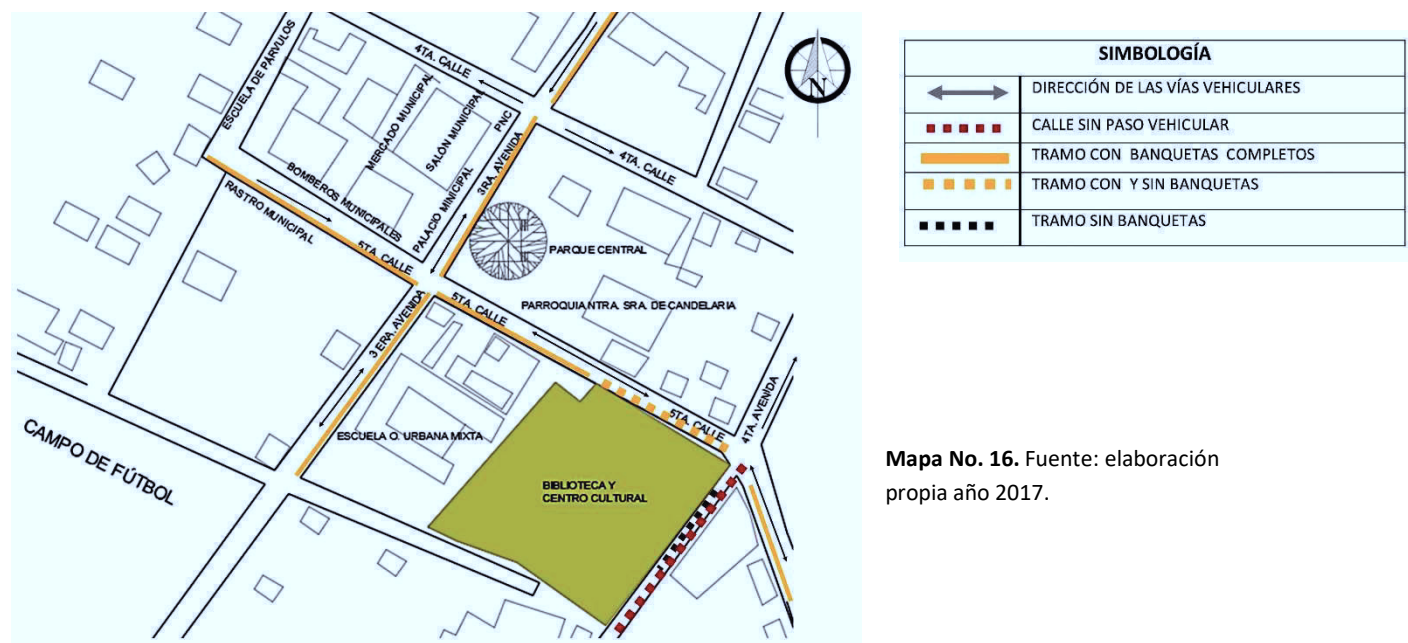 ESCUELA DE PÁRVULOS
4TA. CALLE
MERCADO MUNICIPAL
SALÓN MUNICIPAL
PNC
BOMBEROS MUNICIPALES
PALACIO MINICIPAL
3RA. AVENIDA
4TA. CALLE
RASTRO MUNICIPAL
5TA. CALLE
PARQUE CENTRAL
5TA. CALLE
PARROQUIA NTRA. SRA. DE CANDELARIA
3 ERA. AVENIDA
5TA. CALLE
4TA. AVENIDA
ESCUELA O. URBANA MIXTA
CAMPO DE FÚTBOL
BIBLIOTECA Y
CENTRO CULTURAL
N
SIMBOLOGÍA
DIRECCIÓN DE LAS VÍAS VEHICULARES
CALLE SIN PASO VEHICULAR
TRAMO CON BANQUETAS COMPLETOS
TRAMO CON Y SIN BANQUETAS
TRAMO SIN BANQUETAS
Mapa No. 16. Fuente: elaboración
propia año 2017.